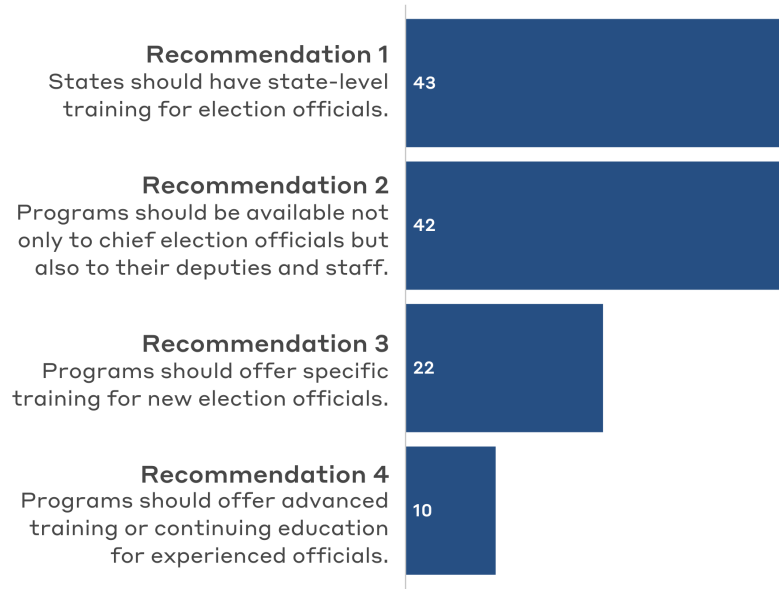 Recommendation 1
States should have state-level
training for election officials.
43
Recommendation 2
Programs should be available not
only to chief election officials but
also to their deputies and staff.
42
Recommendation 3
Programs should offer specific
training for new election officials.
22
Recommendation 4
Programs should offer advanced
training or continuing education
for experienced officials.
10